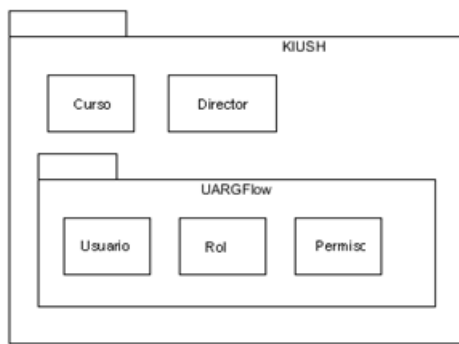 KIUSH
Curso
Director
UARGFlow
Usuario
Rol
Permisc